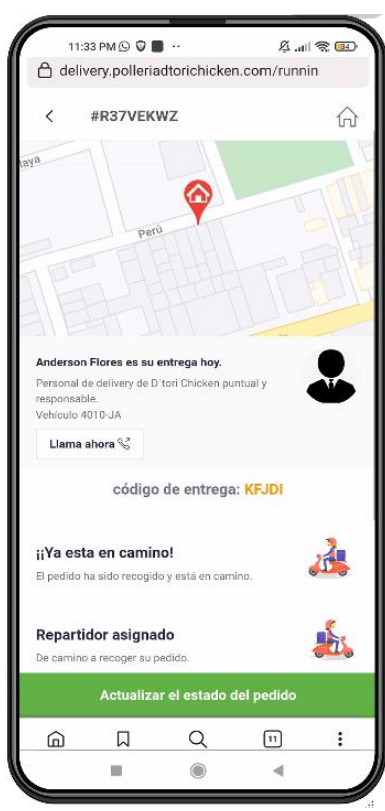 11:33 PM
84
delivery.polleriadtorichicken.com/runnin
#R37VEKWZ
aya
Perú
Anderson Flores es su entrega hoy.
Personal de delivery de D´tori Chicken puntual y
responsable.
Vehículo 4010-JA
Llama ahora
código de entrega: KFJDI
¡¡Ya esta en camino!
El pedido ha sido recogido y está en camino.
Repartidor asignado
De camino a recoger su pedido.
Actualizar el estado del pedido
11